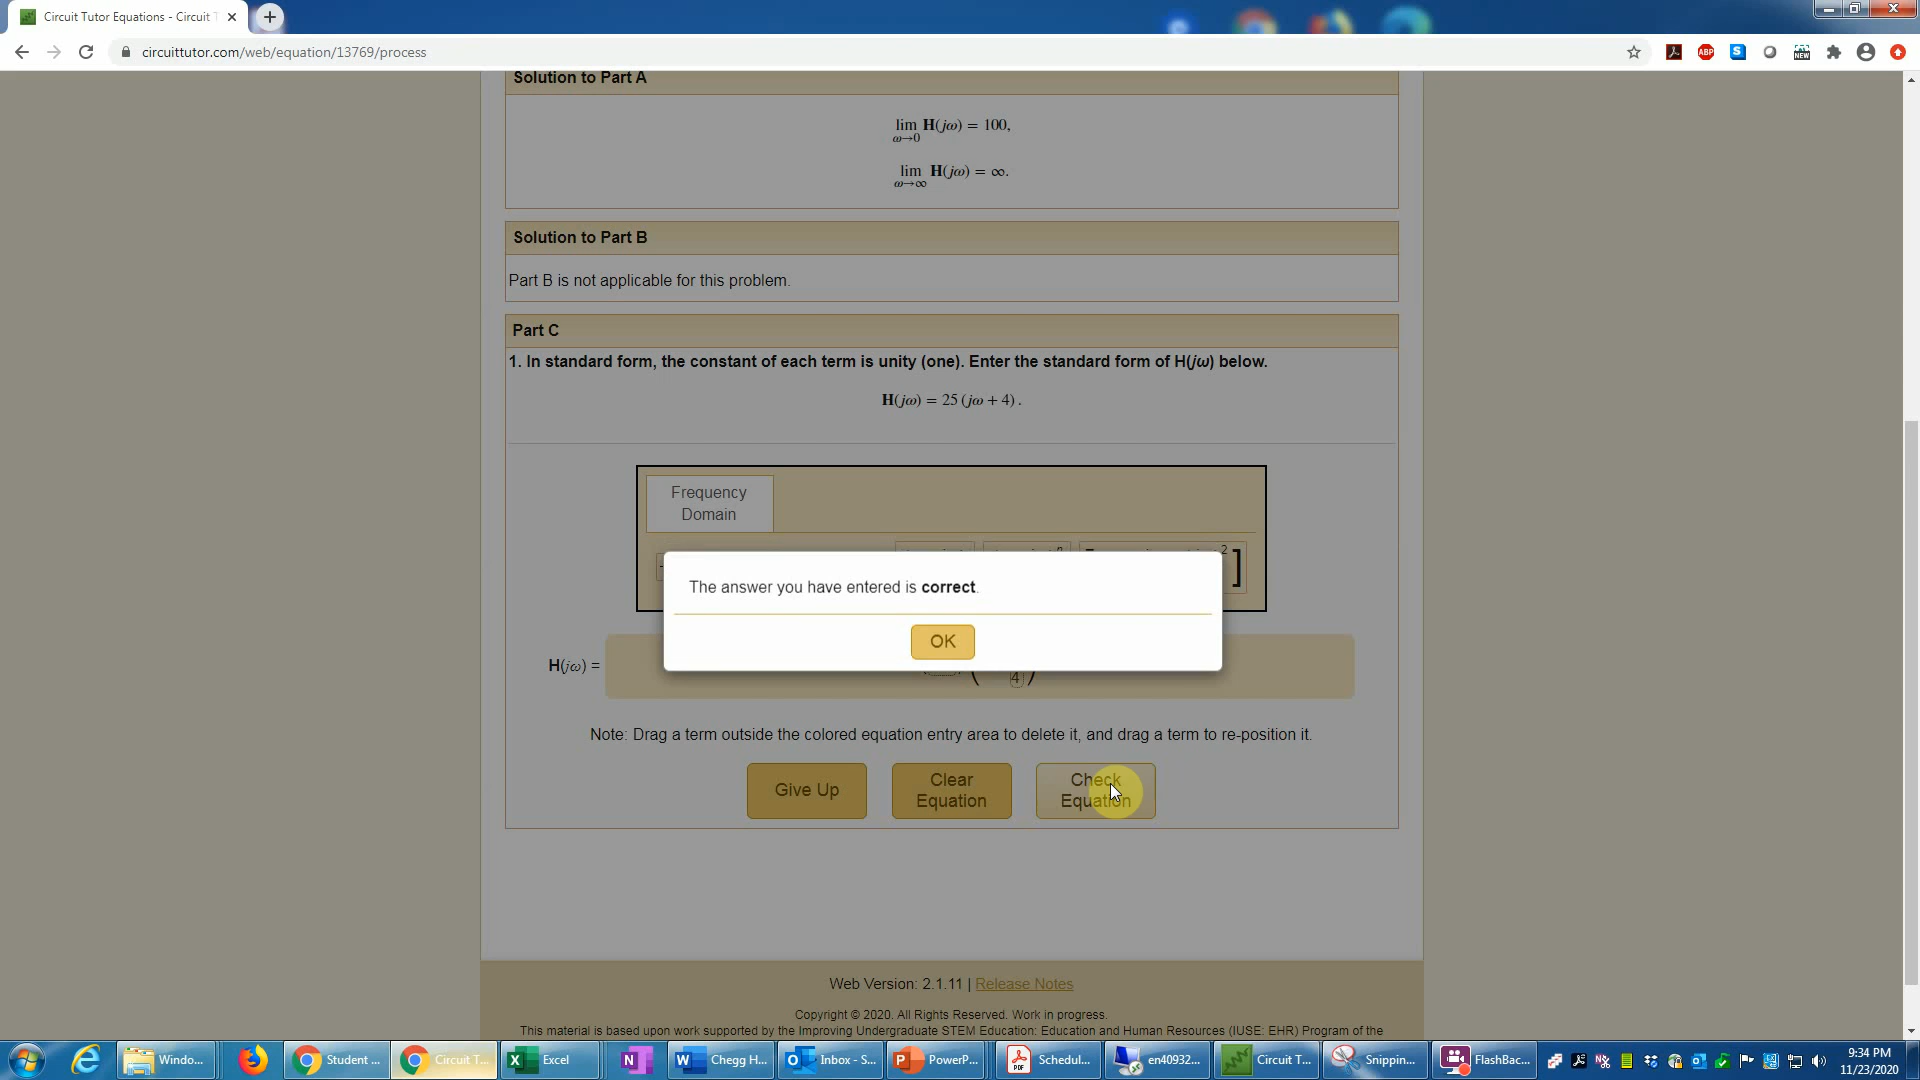 Circuit Tutor Equations - Circuit T
circuittutor.com/web/equation/13769/process
ABP
S
NEW
Solution to Part A
lim H(jω) = 100,
ω→0
lim H(jω) = ∞.
ω→∞
Solution to Part B
Part B is not applicable for this problem.
Part C
1. In standard form, the constant of each term is unity (one). Enter the standard form of H(jω) below.
H(jω) = 25 (jω + 4) .
Frequency
Domain
2
]
The answer you have entered is correct.
OK
H(jω) =
( 4 )
Note: Drag a term outside the colored equation entry area to delete it, and drag a term to re-position it.
Give Up
Clear
Equation
Check
Equation
Web Version: 2.1.11 | Release Notes
Copyright © 2020. All Rights Reserved. Work in progress.
This material is based upon work supported by the Improving Undergraduate STEM Education: Education and Human Resources (IUSE: EHR) Program of the
Windo...
Student ...
Circuit T...
Excel
Chegg H...
Inbox - S...
PowerP...
Schedul...
en40932...
Circuit T...
Snippin...
FlashBac...
9:34 PM
11/23/2020